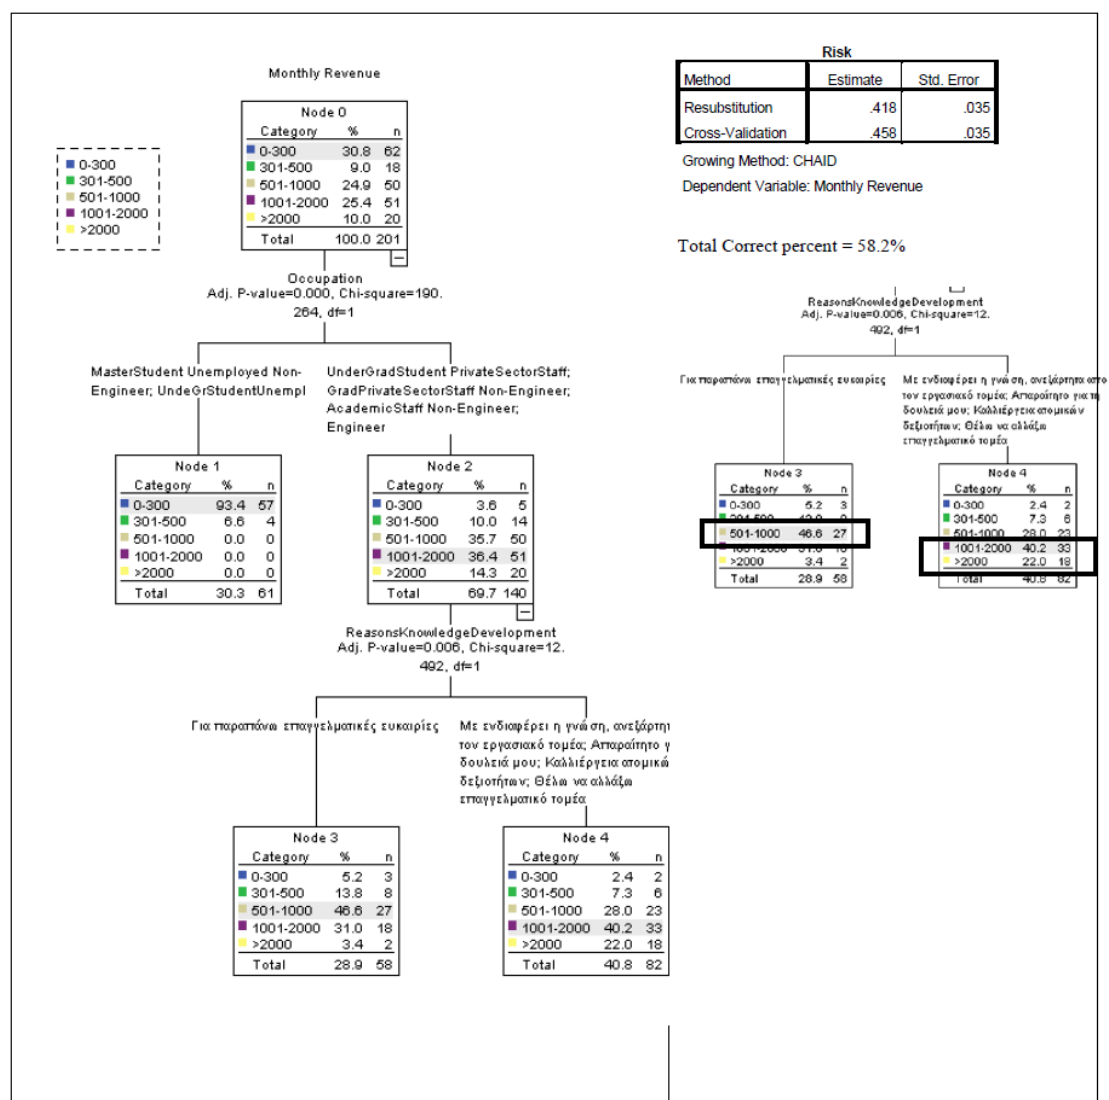 Monthly Revenue
0-300
301-500
501-1000
1001-2000
>2000
Node 0
Category % n
0-300 30.8 62
301-500 9.0 18
501-1000 24.9 50
1001-2000 25.4 51
>2000 10.0 20
Total 100.0 201
Occupation
Adj. P-value=0.000, Chi-square=190.
264, df=1
MasterStudent Unemployed Non-
Engineer; UndeGrStudentUnempl
UnderGradStudent PrivateSectorStaff;
GradPrivateSectorStaff Non-Engineer;
AcademicStaff Non-Engineer;
Engineer
Node 1
Category % n
0-300 93.4 57
301-500 6.6 4
501-1000 0.0 0
1001-2000 0.0 0
>2000 0.0 0
Total 30.3 61
Node 2
Category % n
0-300 3.6 5
301-500 10.0 14
501-1000 35.7 50
1001-2000 36.4 51
>2000 14.3 20
Total 69.7 140
ReasonsKnowledgeDevelopment
Adj. P-value=0.006, Chi-square=12.
492, df=1
Για παραπάνω επαγγελματικές ευκαιρίες
Με ενδιαφέρει η γνώση, ανεξάρτη
τον εργασιακό τομέα; Απαραίτητο γ
δουλειά μου; Καλλιέργεια ατομικώ
δεξιοτήτων; Θέλω να αλλάξω
επαγγελματικό τομέα
Node 3
Category % n
0-300 5.2 3
301-500 13.8 8
501-1000 46.6 27
1001-2000 31.0 18
>2000 3.4 2
Total 28.9 58
Node 4
Category % n
0-300 2.4 2
301-500 7.3 6
501-1000 28.0 23
1001-2000 40.2 33
>2000 22.0 18
Total 40.8 82
Risk
Method Estimate Std. Error
Resubstitution .418 .035
Cross-Validation .458 .035
Growing Method: CHAID
Dependent Variable: Monthly Revenue
Total Correct percent = 58.2%
ReasonsKnowledgeDevelopment
Adj. P-value=0.006, Chi-square=12.
492, df=1
Για παραπάνω επαγγελματικές ευκαιρίες
Με ενδιαφέρει η γνώση, ανεξάρτητα απο
τον εργασιακό τομέα; Απαραίτητο για τη
δουλειά μου; Καλλιέργεια ατομικών
δεξιοτήτων; Θέλω να αλλάξω
επαγγελματικό τομέα
Node 3
Category % n
0-300 5.2 3
501-1000 46.6 27
>2000 3.4 2
Total 28.9 58
Node 4
Category % n
0-300 2.4 2
301-500 7.3 6
501-1000 28.0 23
1001-2000 40.2 33
>2000 22.0 18
Total 40.8 82